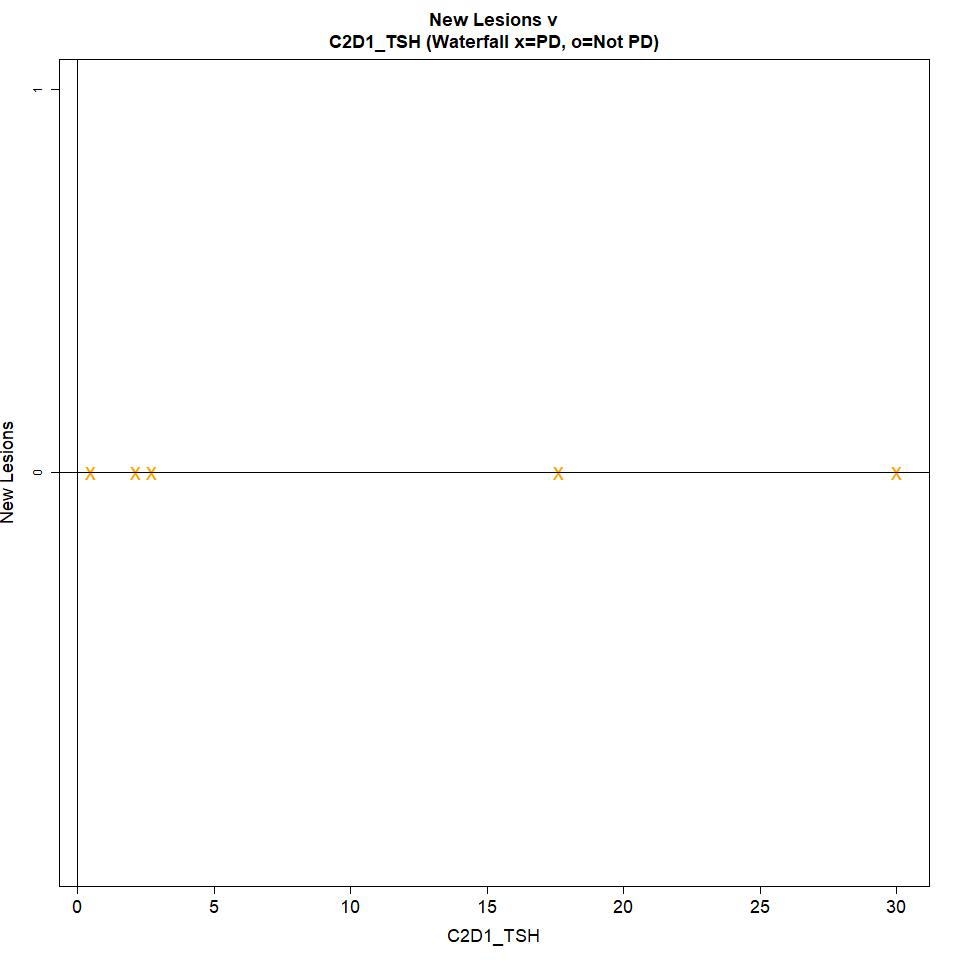 New Lesions v
C2D1_TSH (Waterfall x=PD, o=Not PD)
1
0
New Lesions
X X X X X
0 5 10 15 20 25 30
C2D1_TSH